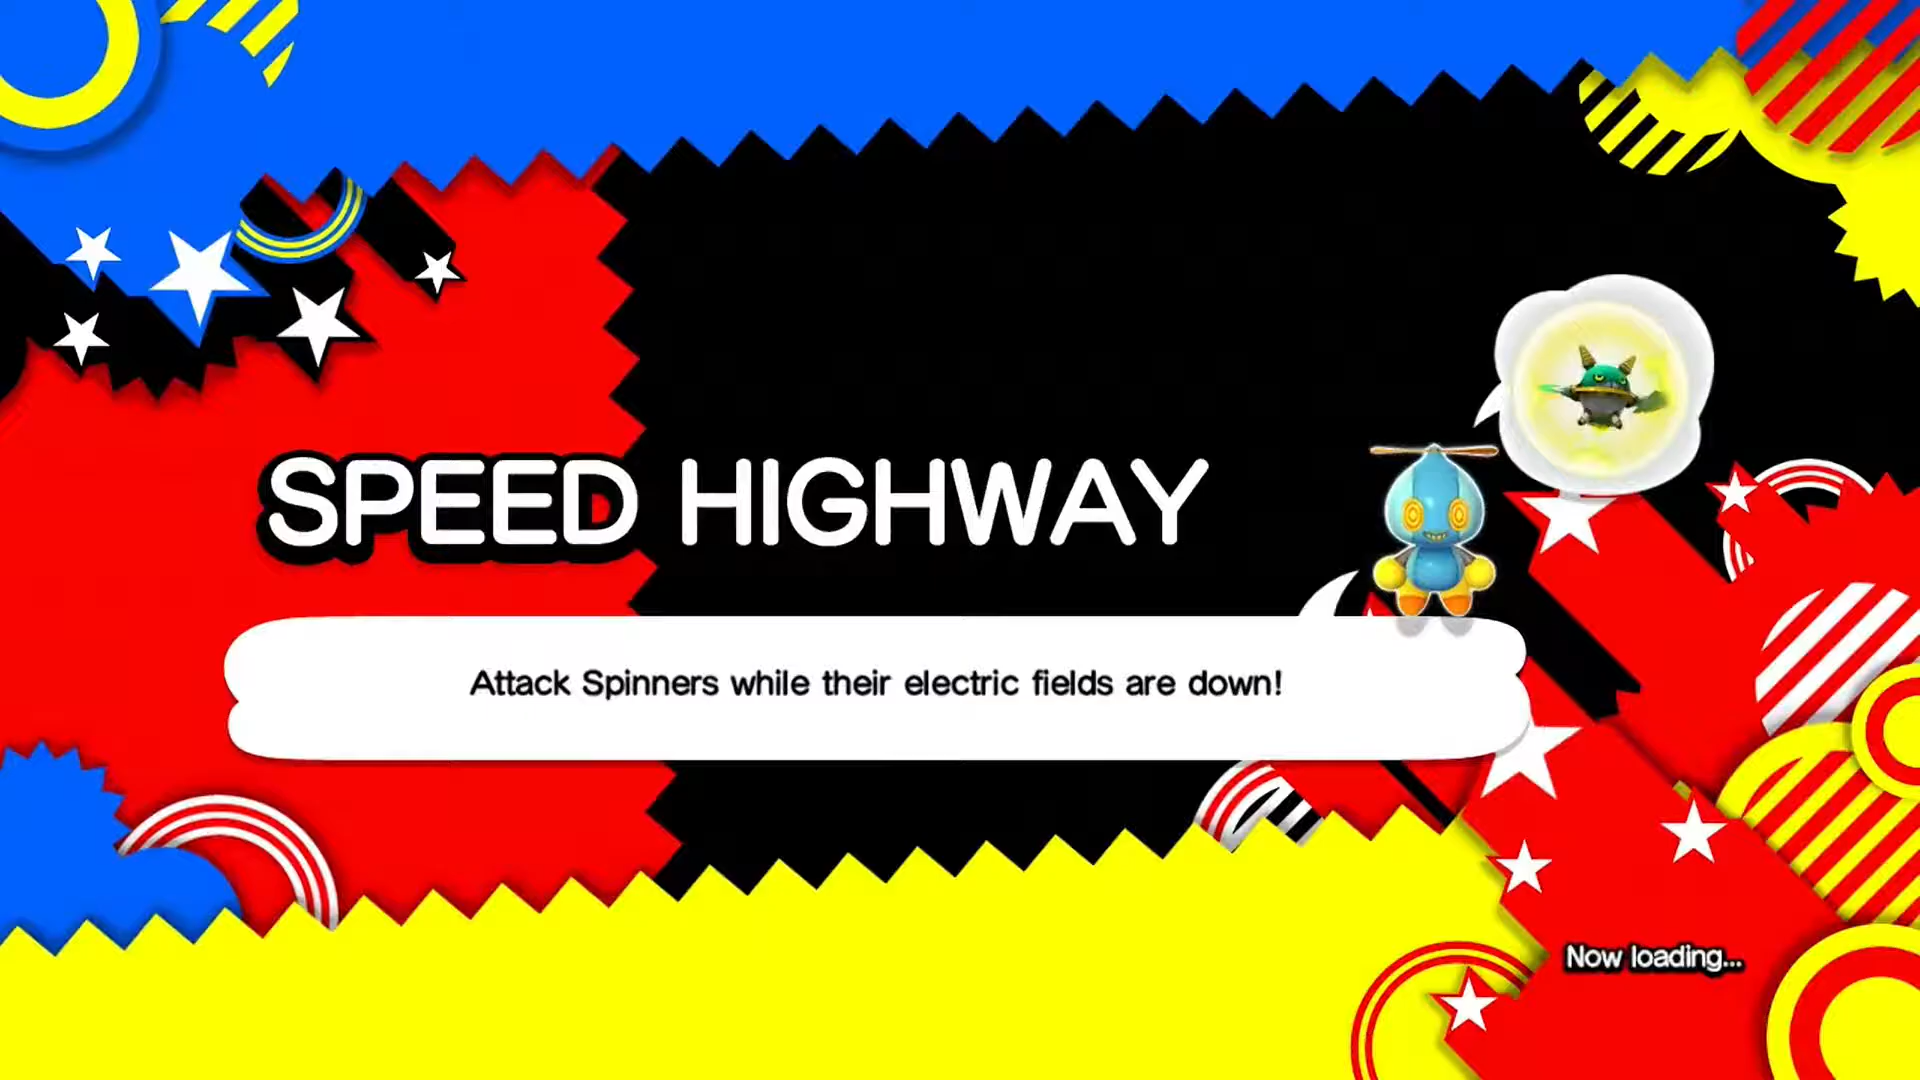 SPEED HIGHWAY
Attack Spinners while their electric fields are down!
Now loading...